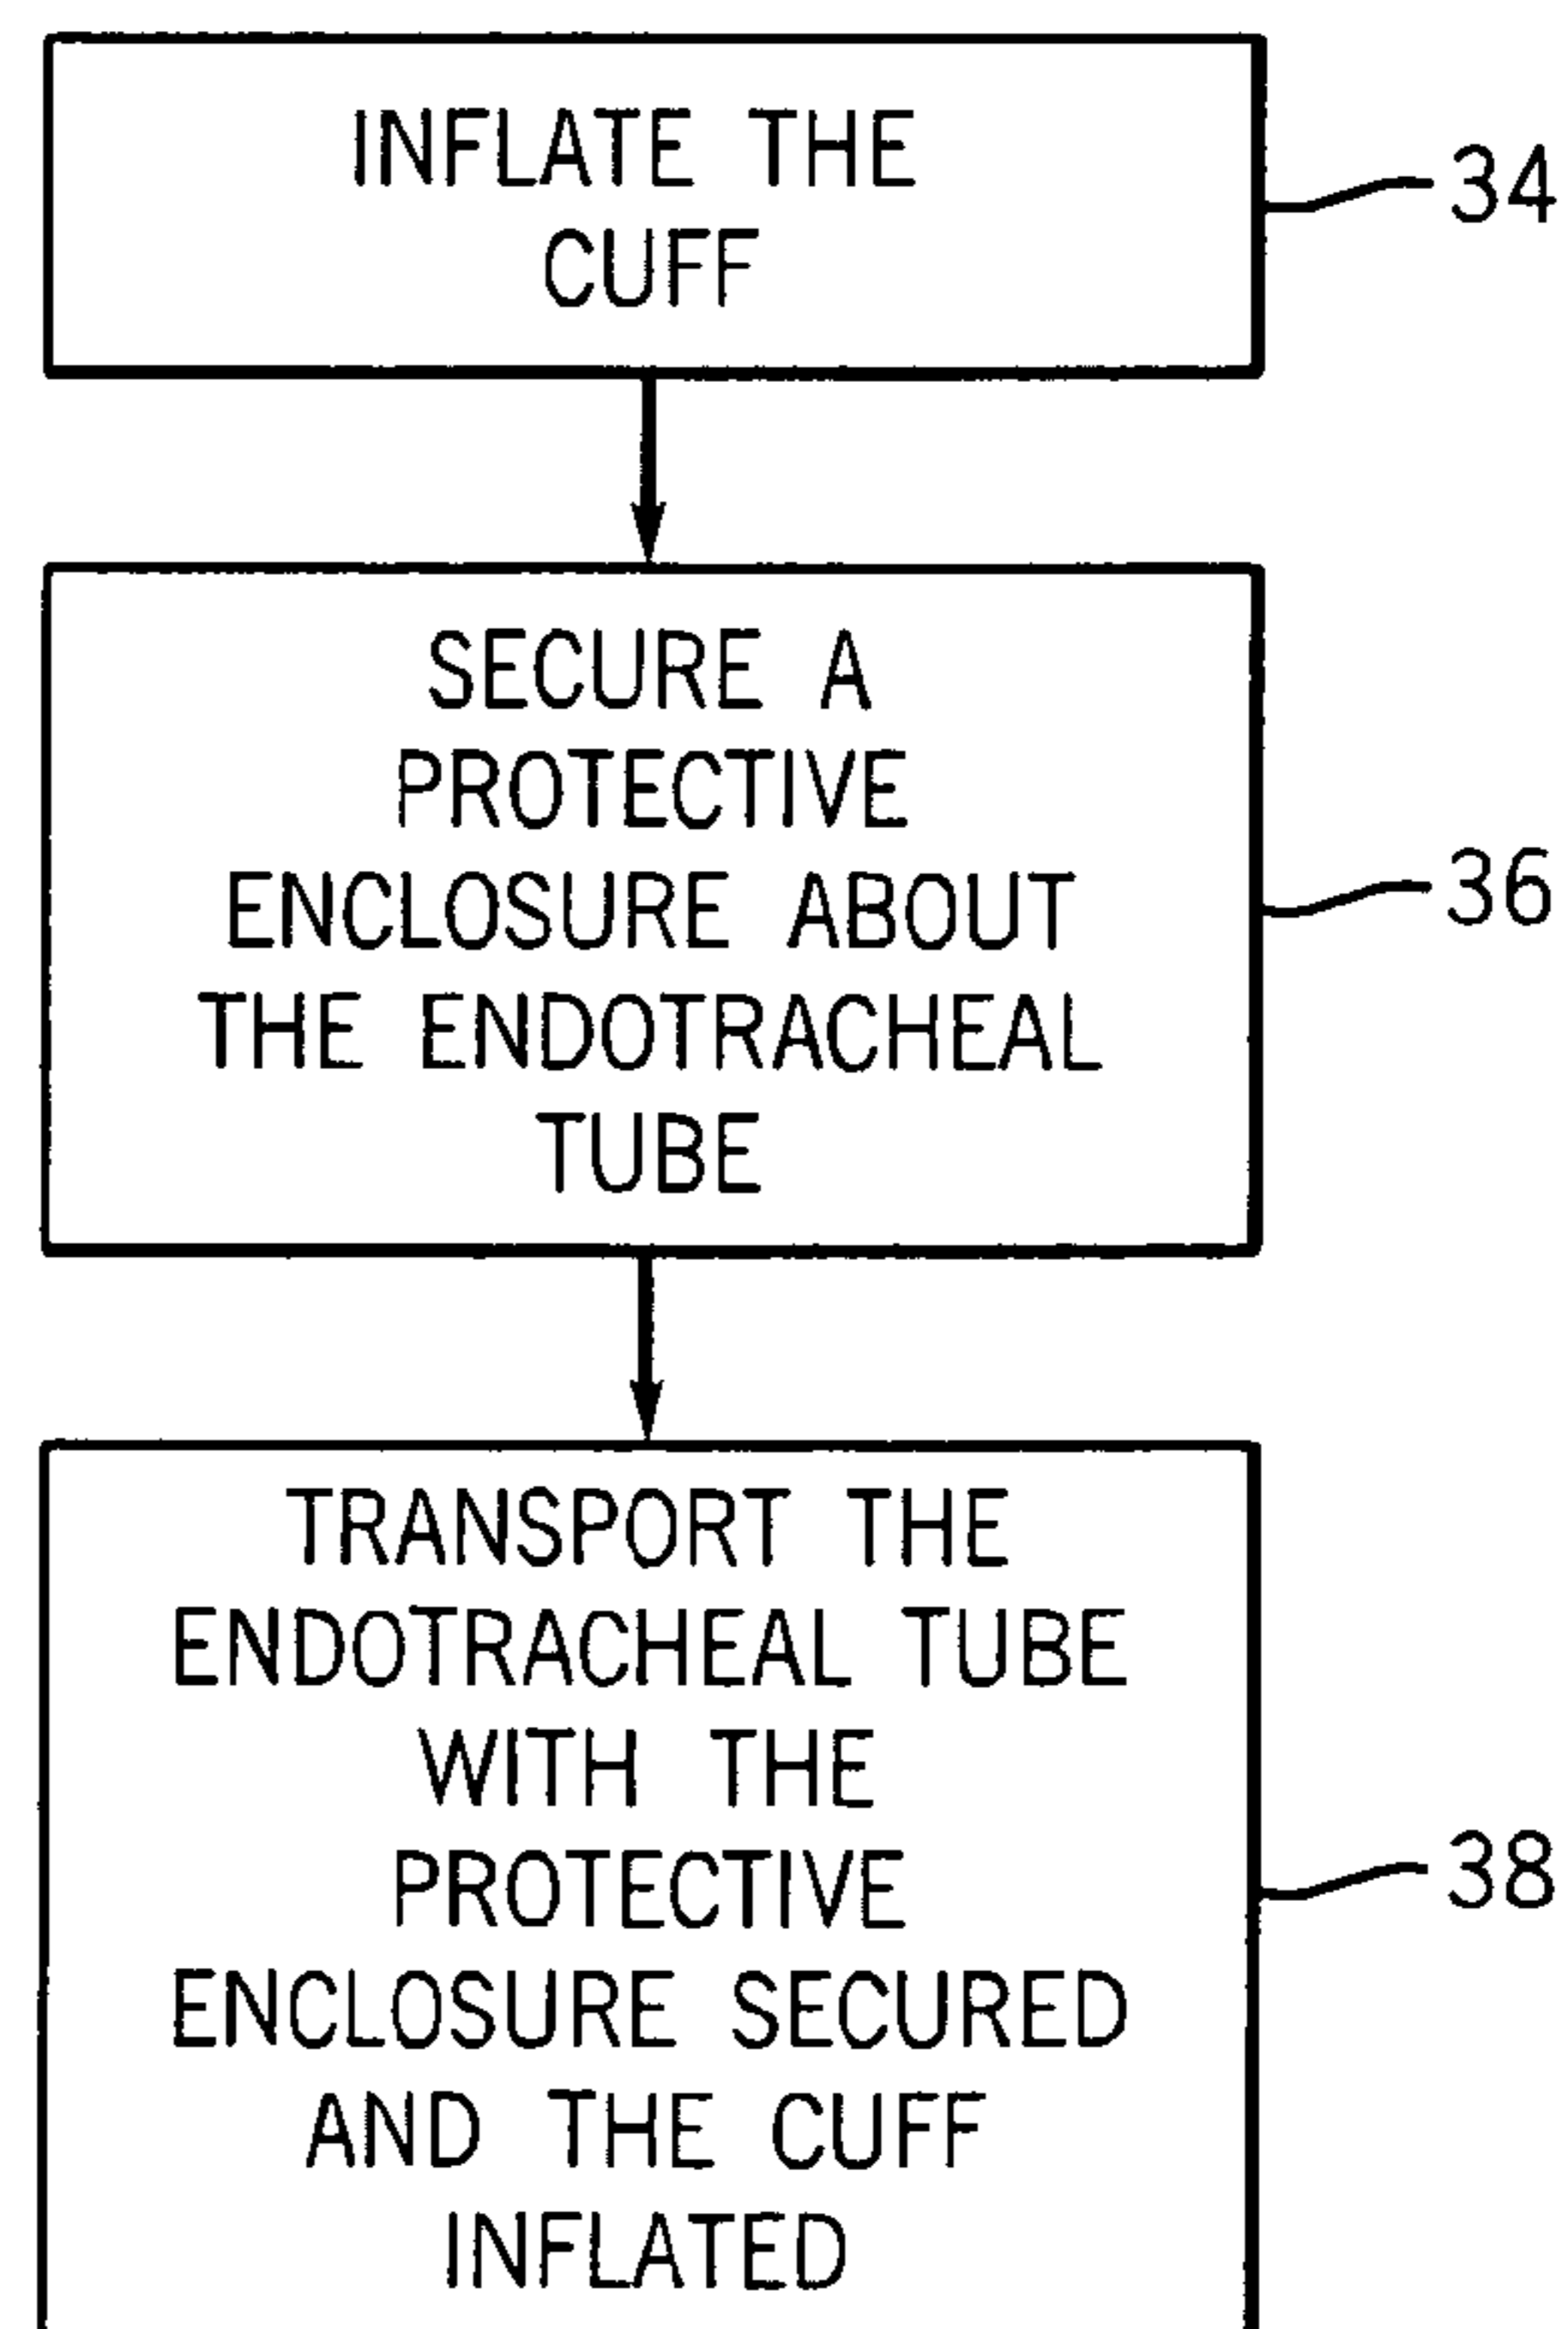 INFLATE THE
CUFF
34
SECURE A
PROTECTIVE
ENCLOSURE ABOUT
THE ENDOTRACHEAL
TUBE
36
TRANSPORT THE
ENDOTRACHEAL TUBE
WITH THE
PROTECTIVE
ENCLOSURE SECURED
AND THE CUFF
INFLATED
38